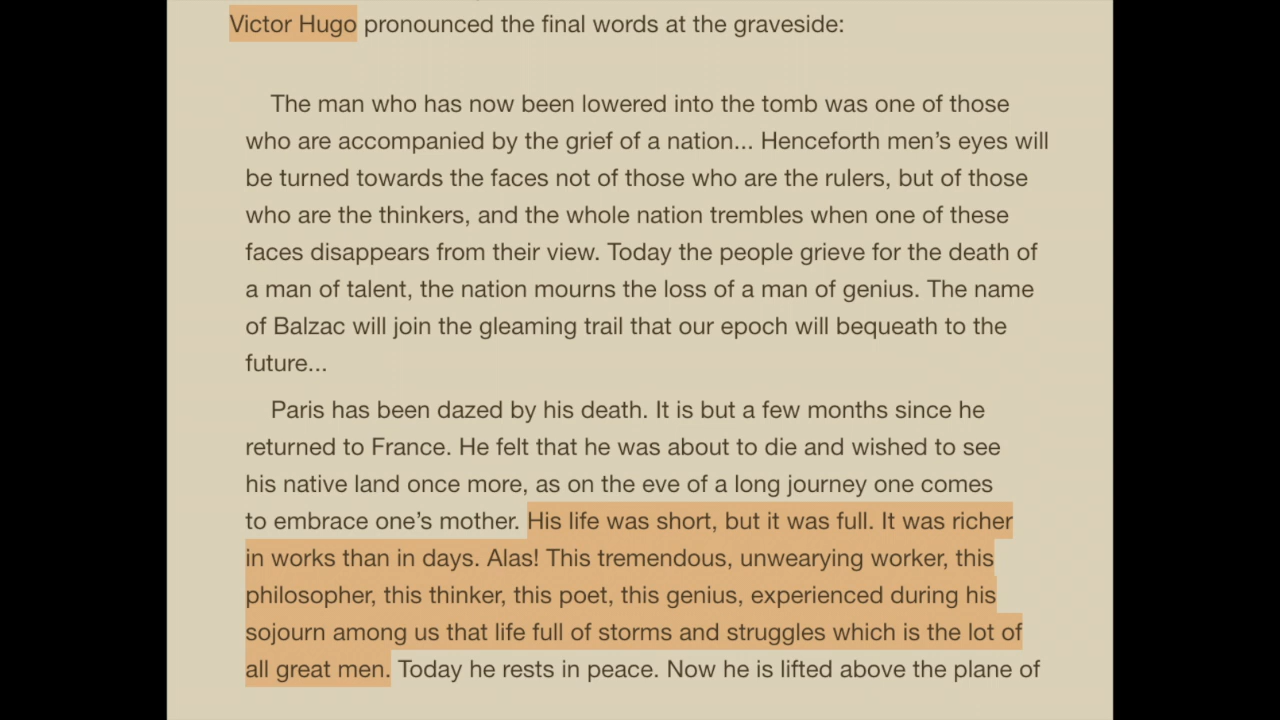 Victor Hugo pronounced the final words at the graveside:
The man who has now been lowered into the tomb was one of those
who are accompanied by the grief of a nation... Henceforth men’s eyes will
be turned towards the faces not of those who are the rulers, but of those
who are the thinkers, and the whole nation trembles when one of these
faces disappears from their view. Today the people grieve for the death of
a man of talent, the nation mourns the loss of a man of genius. The name
of Balzac will join the gleaming trail that our epoch will bequeath to the
future...
Paris has been dazed by his death. It is but a few months since he
returned to France. He felt that he was about to die and wished to see
his native land once more, as on the eve of a long journey one comes
to embrace one’s mother. His life was short, but it was full. It was richer
in works than in days. Alas! This tremendous, unwearying worker, this
philosopher, this thinker, this poet, this genius, experienced during his
sojourn among us that life full of storms and struggles which is the lot of
all great men. Today he rests in peace. Now he is lifted above the plane of